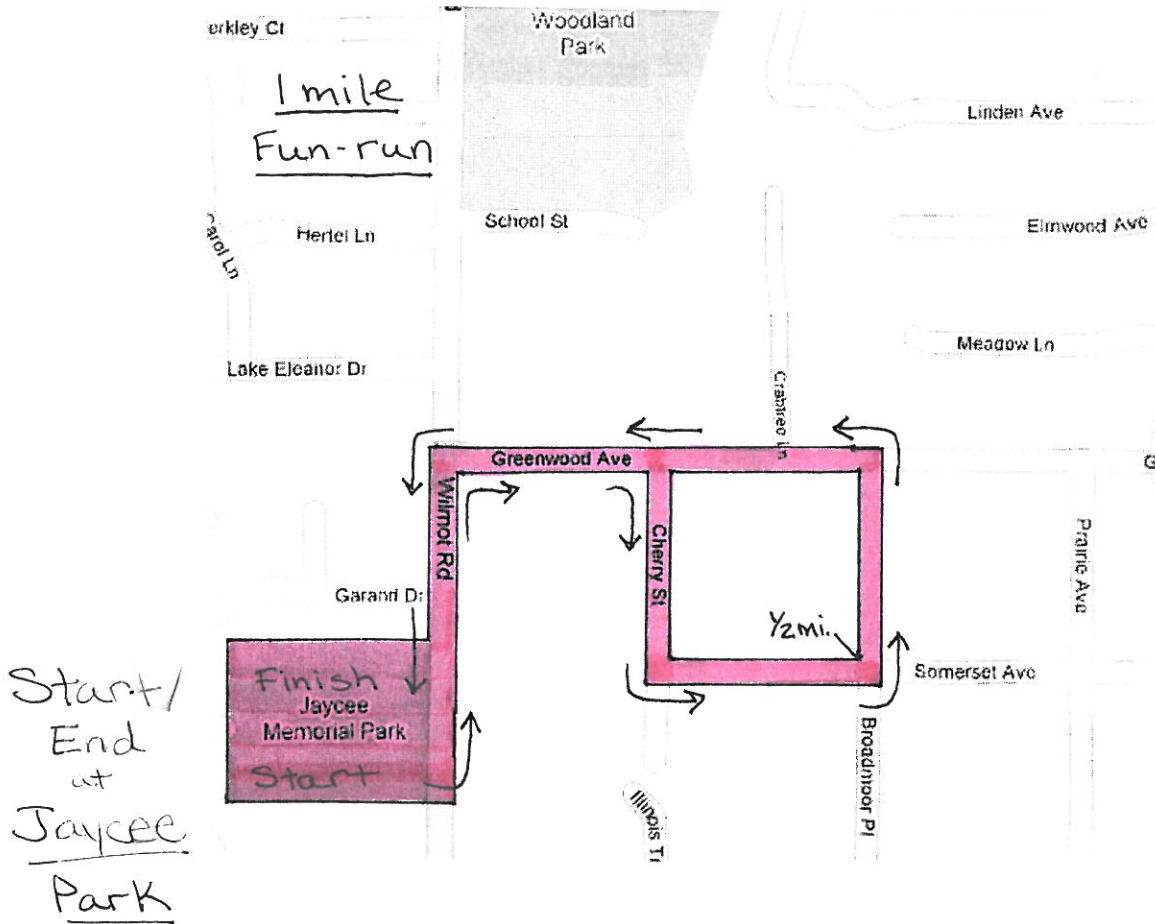 erkley Ct
Woodland
Park
1 mile
Fun-run
Linden Ave
Carol Ln
Hertel Ln
School St
Elmwood Ave
Meadow Ln
Lake Eleanor Dr
Crabtree Ln
Greenwood Ave
G
Wilmot Rd
Cherry St
Prairie Ave
Garand Dr
1/2 mi.
Somerset Ave
Start/
End
at
Jaycee
Park
Finish
Jaycee
Memorial Park
Start
Broadmoor Pl
Illinois Tr